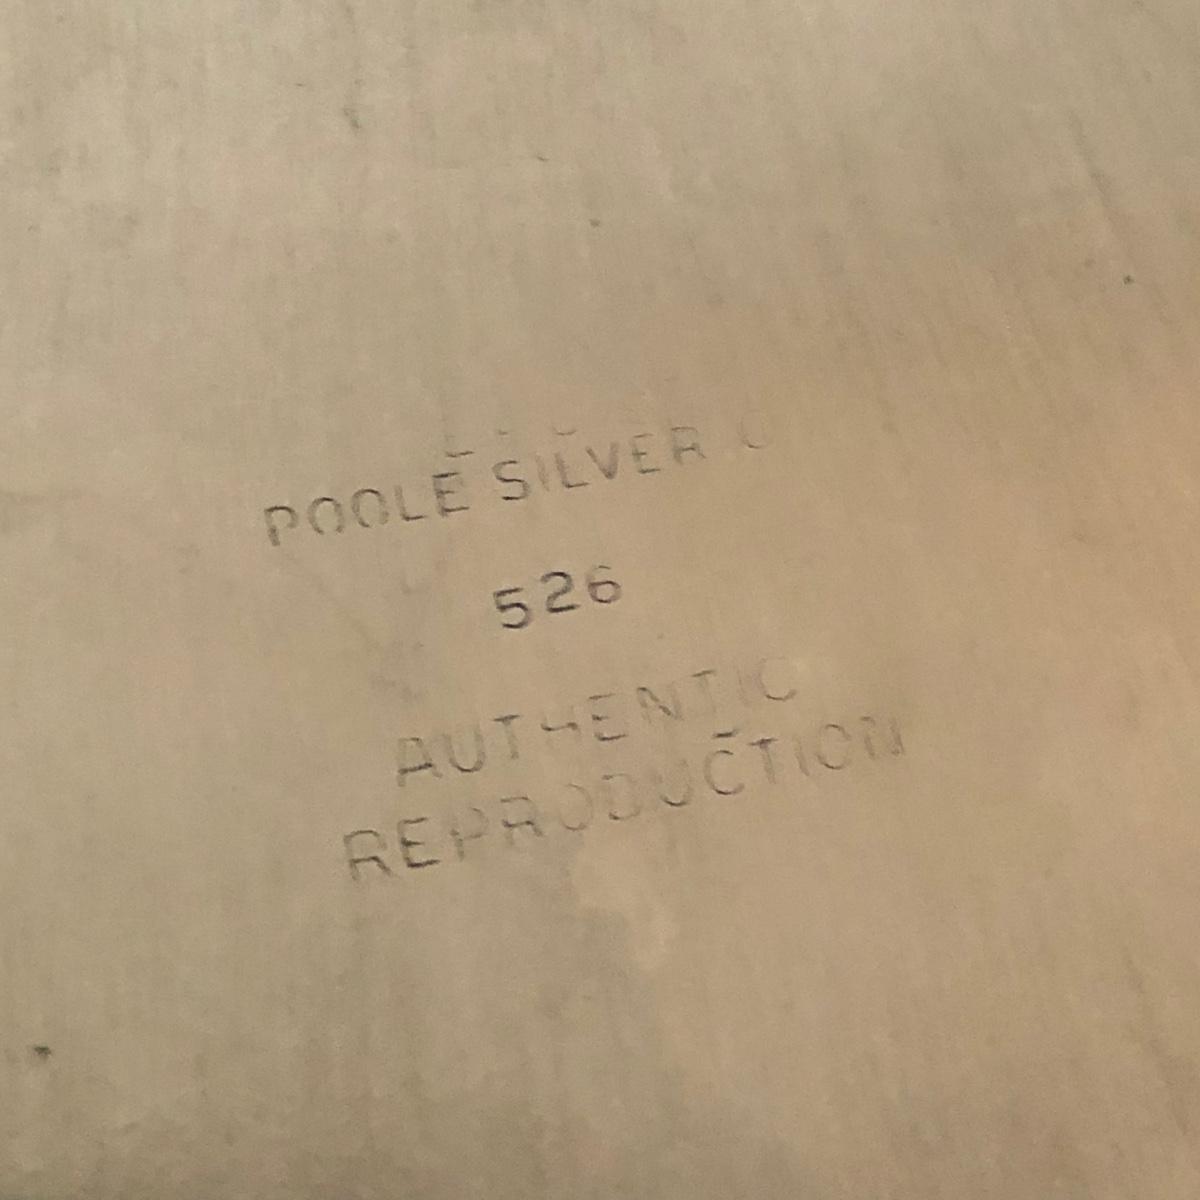 POOLE SILVER C
526
AUTHENTIC
REPRODUCTION